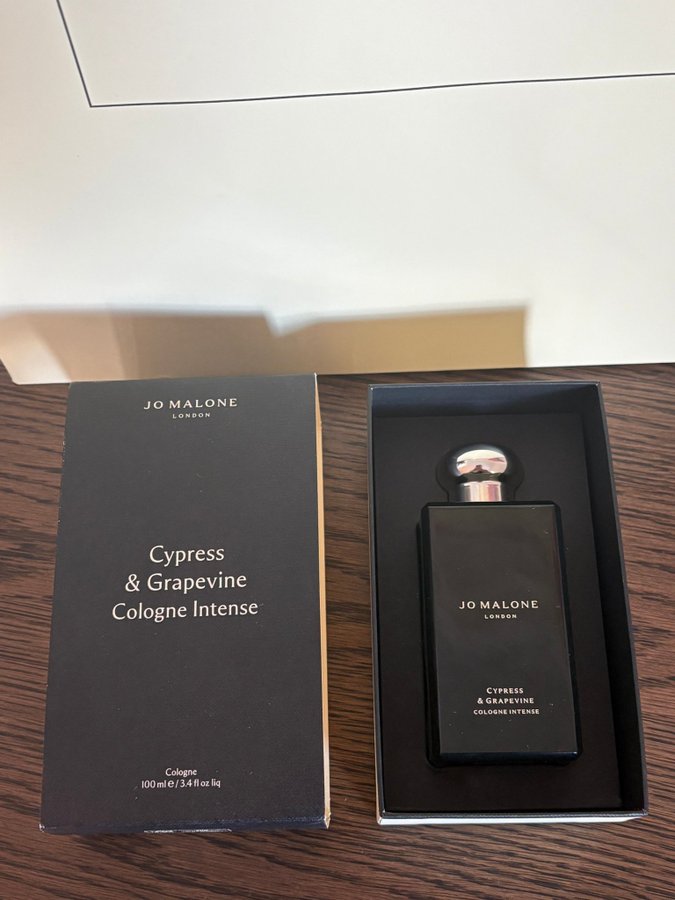 JO MALONE
LONDON
Cypress
& Grapevine
Cologne Intense
Cologne
100 ml e / 3.4 fl oz liq
JO MALONE
LONDON
CYPRESS
& GRAPEVINE
COLOGNE INTENSE